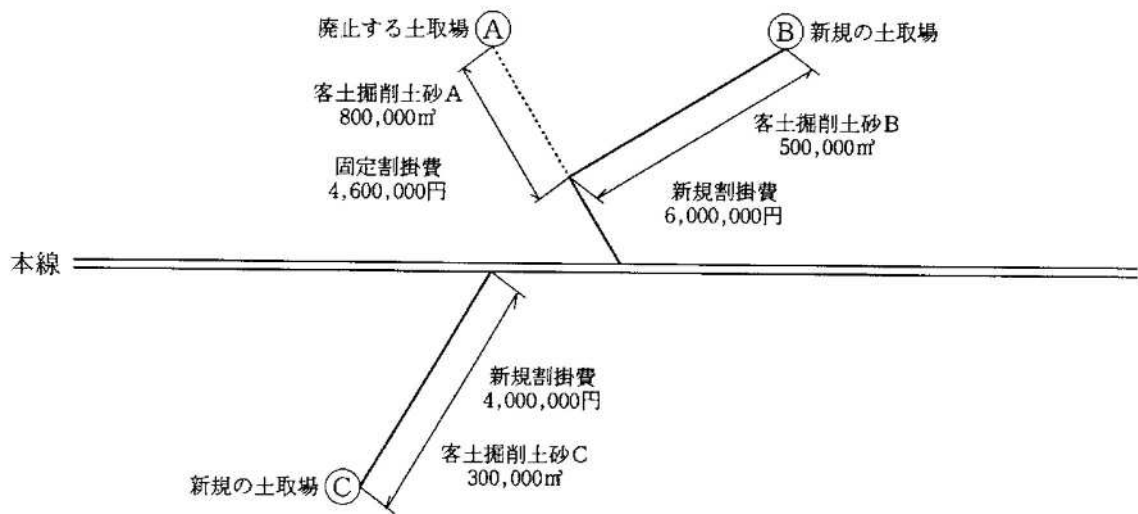 廃止する土取場 Ⓐ
Ⓑ 新規の土取場
客土掘削土砂A
800,000㎥
客土掘削土砂B
500,000㎥
固定割掛費
4,600,000円
新規割掛費
6,000,000円
本線
新規割掛費
4,000,000円
客土掘削土砂C
300,000㎥
新規の土取場 Ⓒ